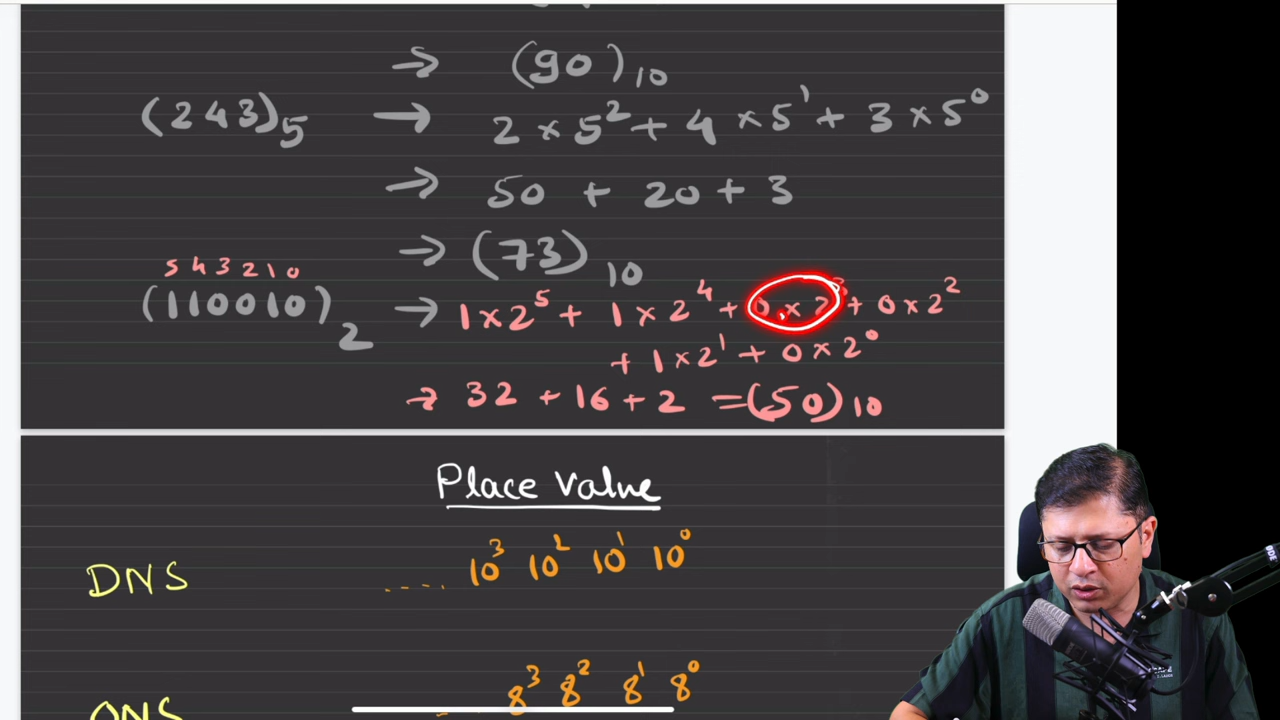 → (90)₁₀
(243)₅ → 2 × 5² + 4 × 5¹ + 3 × 5⁰
→ 50 + 20 + 3
→ (73)₁₀
5 4 3 2 1 0
(110010)₂ → 1 × 2⁵ + 1 × 2⁴ + 0 × 2³ + 0 × 2²
+ 1 × 2¹ + 0 × 2⁰
→ 32 + 16 + 2 = (50)₁₀
Place Value
DNS .... 10³ 10² 10¹ 10⁰
ONS 8³ 8² 8¹ 8⁰